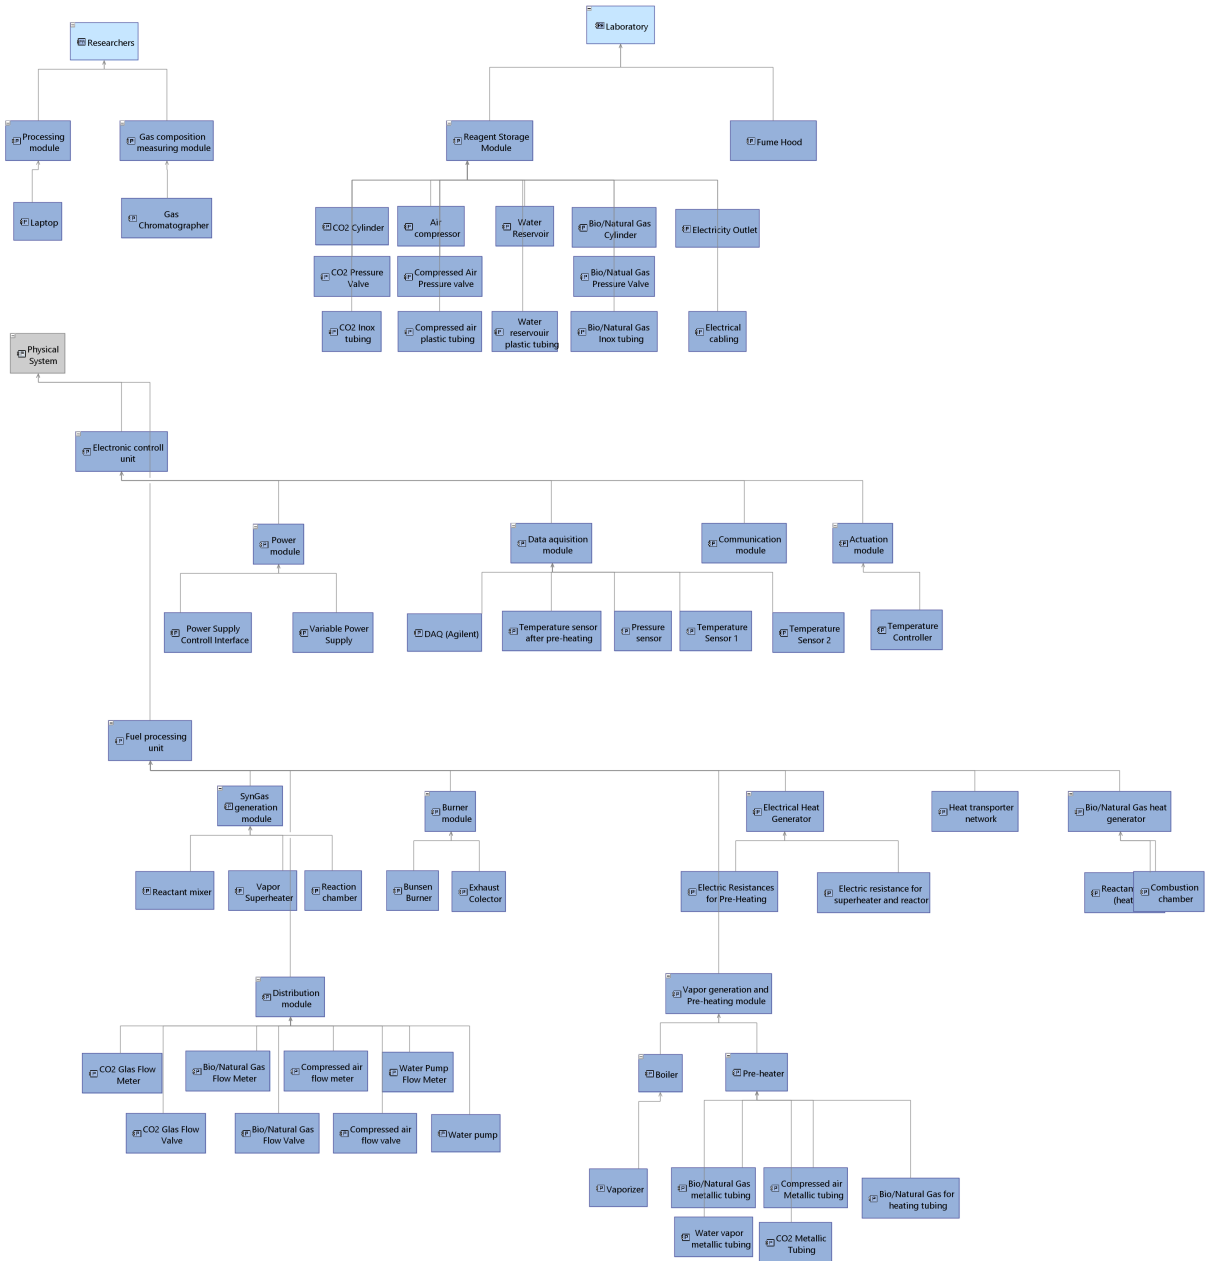 Researchers
Laboratory
Processing
module
Gas composition
measuring module
Reagent Storage
Module
Fume Hood
Laptop
Gas
Chromatographer
CO2 Cylinder
Air
compressor
Water
Reservoir
Bio/Natural Gas
Cylinder
Electricity Outlet
CO2 Pressure
Valve
Compressed Air
Pressure valve
Bio/Natual Gas
Pressure Valve
CO2 Inox
tubing
Compressed air
plastic tubing
Water
reservouir
plastic tubing
Bio/Natural Gas
Inox tubing
Electrical
cabling
Physical
System
Electronic controll
unit
Power
module
Data aquisition
module
Communication
module
Actuation
module
Power Supply
Controll Interface
Variable Power
Supply
DAQ (Agilent)
Temperature sensor
after pre-heating
Pressure
sensor
Temperature
Sensor 1
Temperature
Sensor 2
Temperature
Controller
Fuel processing
unit
SynGas
generation
module
Burner
module
Electrical Heat
Generator
Heat transporter
network
Bio/Natural Gas heat
generator
Reactant mixer
Vapor
Superheater
Reaction
chamber
Bunsen
Burner
Exhaust
Colector
Electric Resistances
for Pre-Heating
Electric resistance for
superheater and reactor
Combustion
chamber
Distribution
module
Vapor generation and
Pre-heating module
CO2 Glas Flow
Meter
Bio/Natural Gas
Flow Meter
Compressed air
flow meter
Water Pump
Flow Meter
Boiler
Pre-heater
CO2 Glas Flow
Valve
Bio/Natural Gas
Flow Valve
Compressed air
flow valve
Water pump
Vaporizer
Bio/Natural Gas
metallic tubing
Compressed air
Metallic tubing
Bio/Natural Gas for
heating tubing
Water vapor
metallic tubing
CO2 Metallic
Tubing